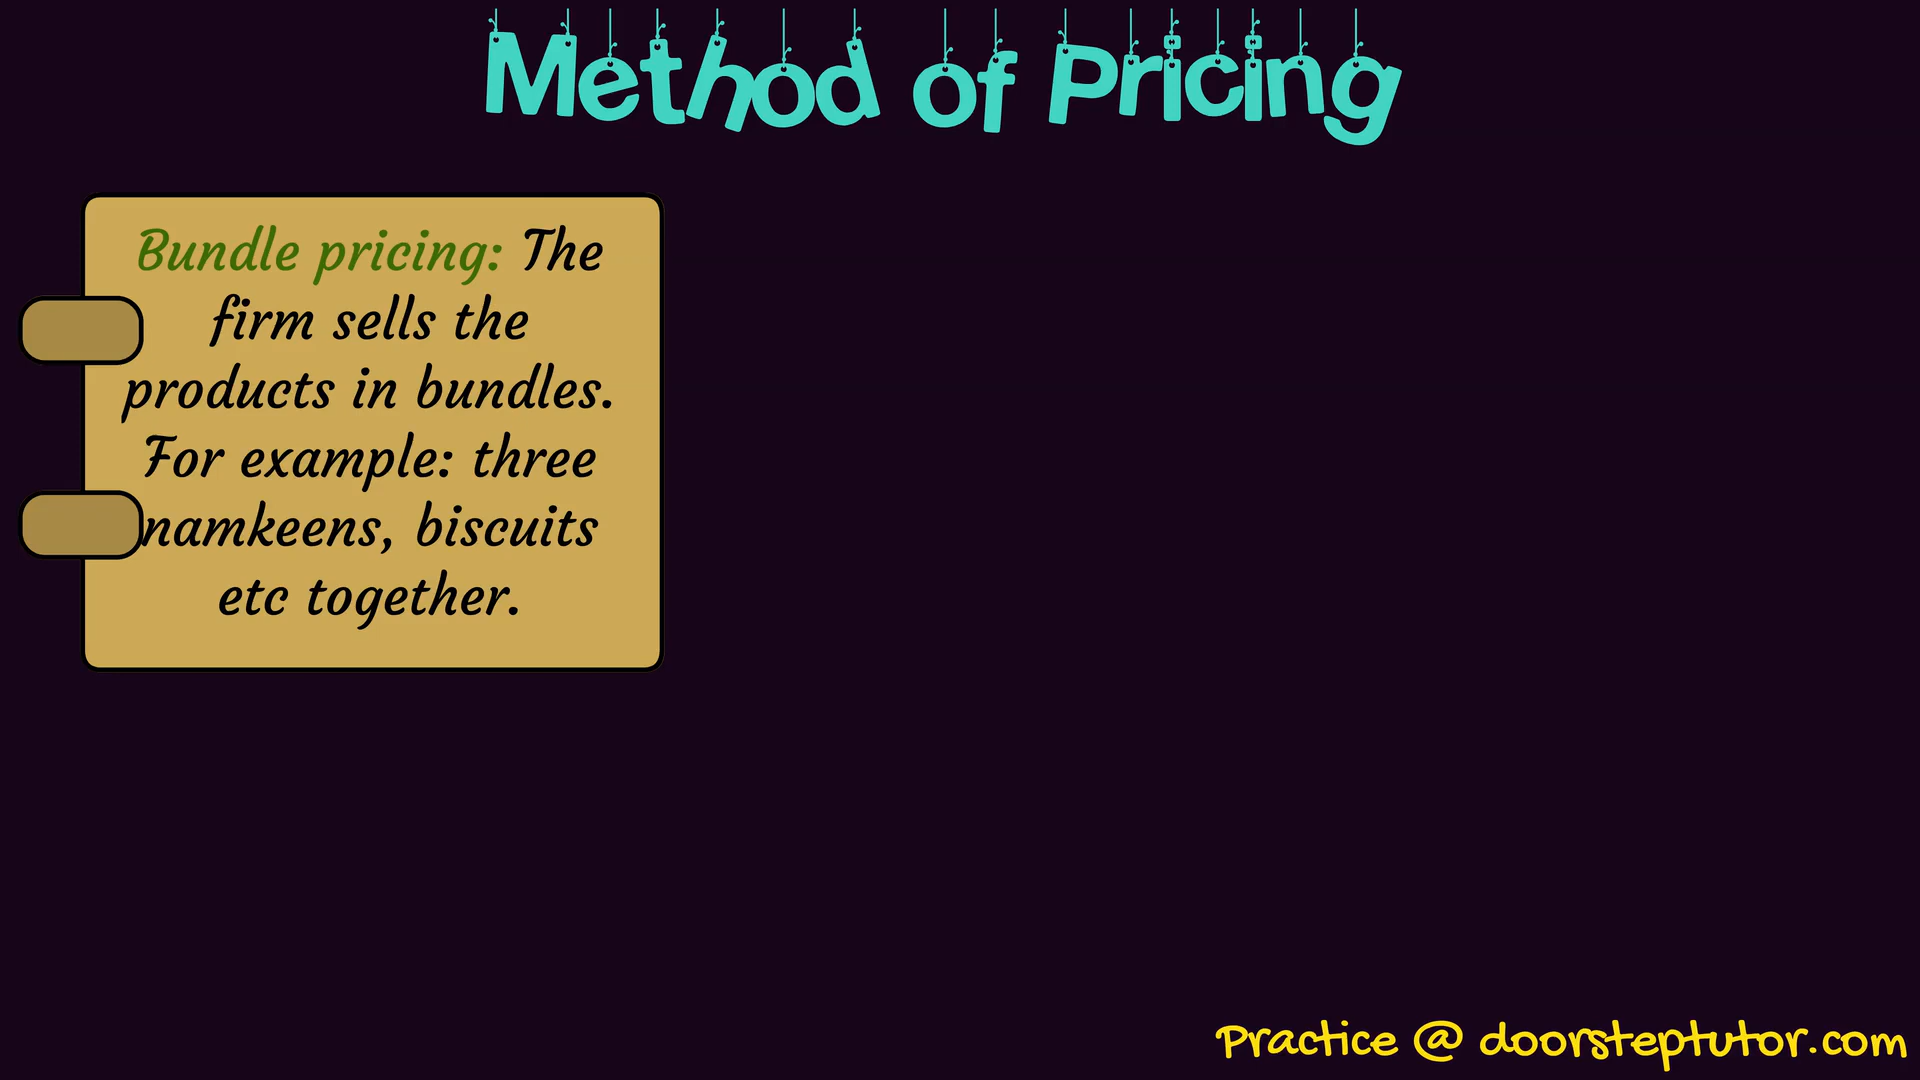 Method of Pricing
Bundle pricing: The
firm sells the
products in bundles.
For example: three
namkeens, biscuits
etc together.
Practice @ doorsteptutor.com